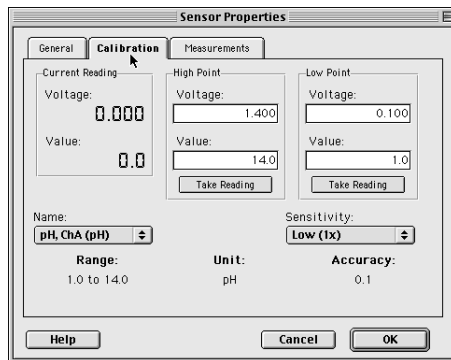 Sensor Properties
General Calibration Measurements
Current Reading
Voltage:
0.000
Value:
0.0
High Point
Voltage:
1.400
Value:
14.0
Take Reading
Low Point
Voltage:
0.100
Value:
1.0
Take Reading
Name:
pH, ChA (pH)
Sensitivity:
Low (1x)
Range: Unit: Accuracy:
1.0 to 14.0 pH 0.1
Help Cancel OK